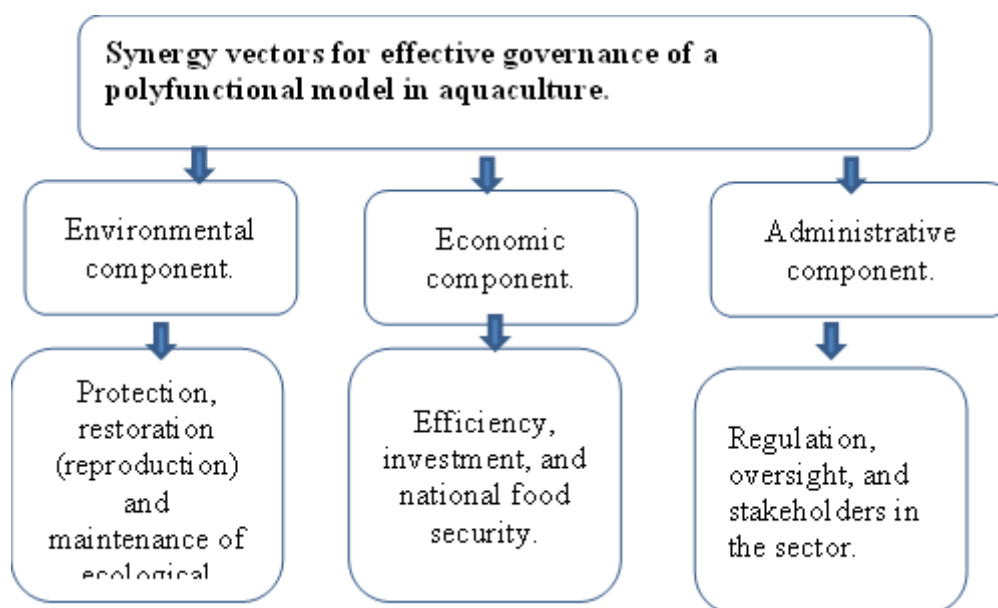 Synergy vectors for effective governance of a
polyfunctional model in aquaculture.
Environmental
component.
Economic
component.
Administrative
component.
Protection,
restoration
(reproduction)
and
maintenance of
ecological
Efficiency,
investment, and
national food
security.
Regulation,
oversight, and
stakeholders in
the sector.